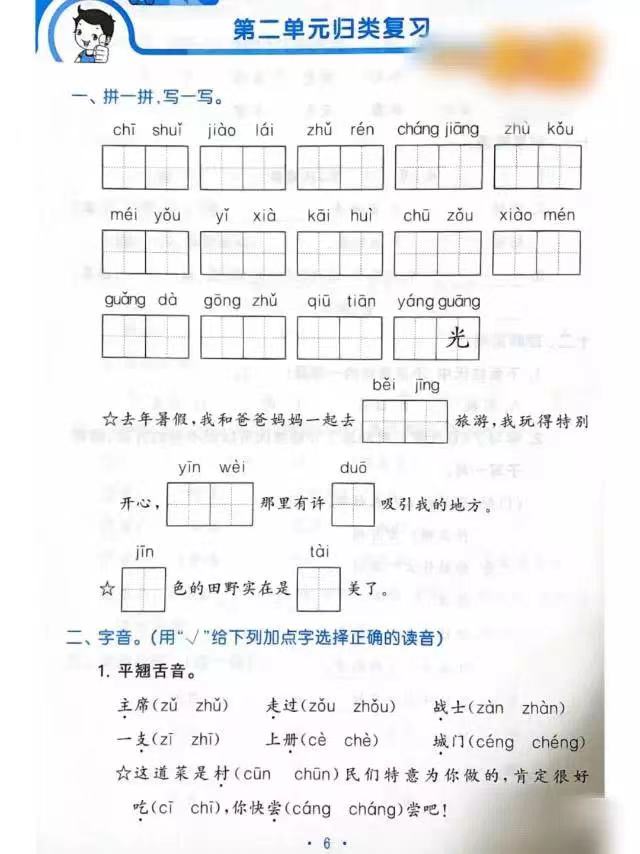 第二单元归类复习
一、拼一拼,写一写。
chī shuǐ jiào lái zhǔ rén cháng jiāng zhù kǒu
méi yǒu yǐ xià kāi huì chū zǒu xiào mén
guǎng dà gōng zhǔ qiū tiān yáng guāng
光
běi jīng
☆去年暑假,我和爸爸妈妈一起去 旅游,我玩得特别
yīn wèi duō
开心, 那里有许 吸引我的地方。
jīn tài
☆ 色的田野实在是 美了。
二、字音。(用“√”给下列加点字选择正确的读音)
1. 平翘舌音。
主席(zǔ zhǔ) 走过(zǒu zhǒu) 战士(zàn zhàn)
一支(zī zhī) 上册(cè chè) 城门(céng chéng)
☆这道菜是村(cūn chūn)民们特意为你做的,肯定很好
吃(cī chī),你快尝(cáng cháng)尝吧!
· 6 ·